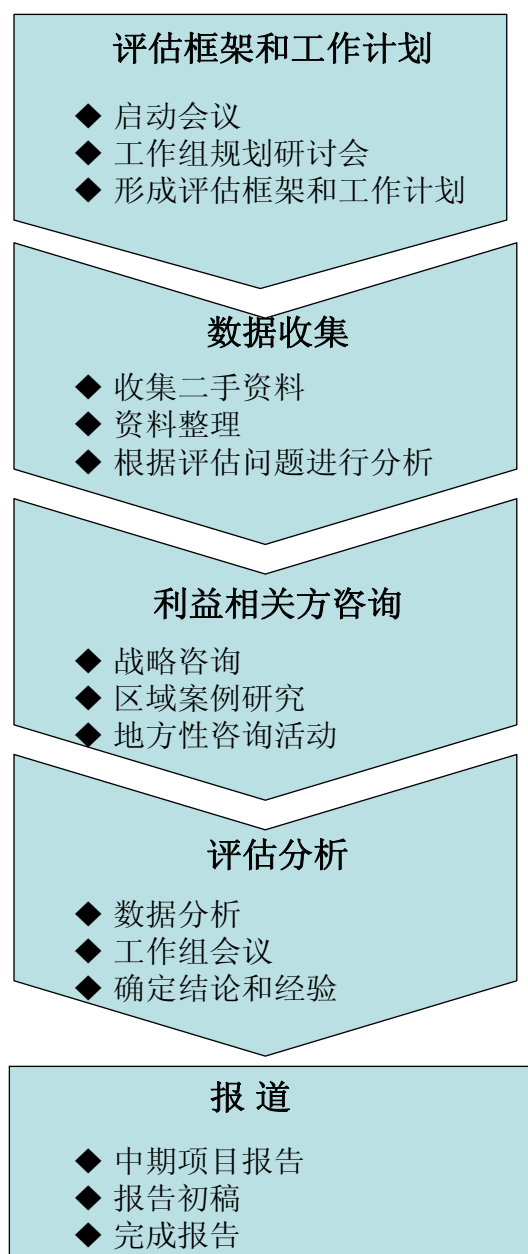 评估框架和工作计划
◆ 启动会议
◆ 工作组规划研讨会
◆ 形成评估框架和工作计划
数据收集
◆ 收集二手资料
◆ 资料整理
◆ 根据评估问题进行分析
利益相关方咨询
◆ 战略咨询
◆ 区域案例研究
◆ 地方性咨询活动
评估分析
◆ 数据分析
◆ 工作组会议
◆ 确定结论和经验
报 道
◆ 中期项目报告
◆ 报告初稿
◆ 完成报告